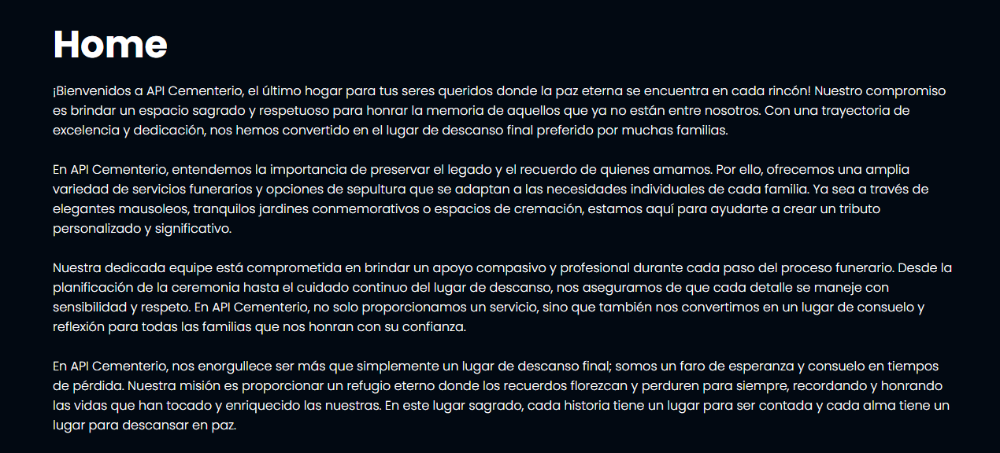 Home
¡Bienvenidos a API Cementerio, el último hogar para tus seres queridos donde la paz eterna se encuentra en cada rincón! Nuestro compromiso
es brindar un espacio sagrado y respetuoso para honrar la memoria de aquellos que ya no están entre nosotros. Con una trayectoria de
excelencia y dedicación, nos hemos convertido en el lugar de descanso final preferido por muchas familias.
En API Cementerio, entendemos la importancia de preservar el legado y el recuerdo de quienes amamos. Por ello, ofrecemos una amplia
variedad de servicios funerarios y opciones de sepultura que se adaptan a las necesidades individuales de cada familia. Ya sea a través de
elegantes mausoleos, tranquilos jardines conmemorativos o espacios de cremación, estamos aquí para ayudarte a crear un tributo
personalizado y significativo.
Nuestra dedicada equipe está comprometida en brindar un apoyo compasivo y profesional durante cada paso del proceso funerario. Desde la
planificación de la ceremonia hasta el cuidado continuo del lugar de descanso, nos aseguramos de que cada detalle se maneje con
sensibilidad y respeto. En API Cementerio, no solo proporcionamos un servicio, sino que también nos convertimos en un lugar de consuelo y
reflexión para todas las familias que nos honran con su confianza.
En API Cementerio, nos enorgullece ser más que simplemente un lugar de descanso final; somos un faro de esperanza y consuelo en tiempos
de pérdida. Nuestra misión es proporcionar un refugio eterno donde los recuerdos florezcan y perduren para siempre, recordando y honrando
las vidas que han tocado y enriquecido las nuestras. En este lugar sagrado, cada historia tiene un lugar para ser contada y cada alma tiene un
lugar para descansar en paz.